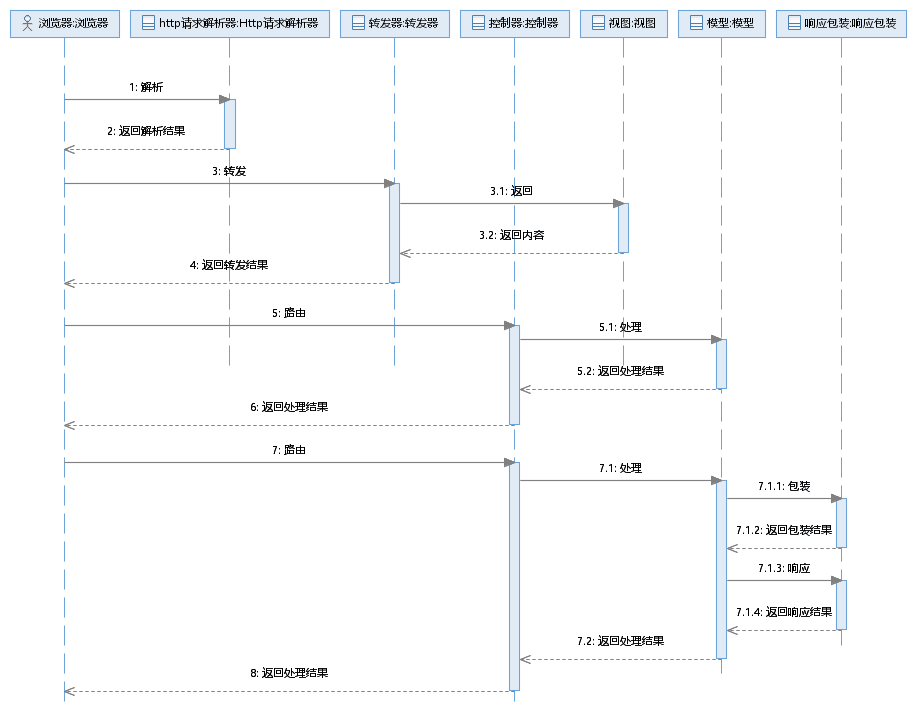 浏览器:浏览器
http请求解析器:Http请求解析器
转发器:转发器
控制器:控制器
视图:视图
模型:模型
响应包装:响应包装
1: 解析
2: 返回解析结果
3: 转发
3.1: 返回
3.2: 返回内容
4: 返回转发结果
5: 路由
5.1: 处理
5.2: 返回处理结果
6: 返回处理结果
7: 路由
7.1: 处理
7.1.1: 包装
7.1.2: 返回包装结果
7.1.3: 响应
7.1.4: 返回响应结果
7.2: 返回处理结果
8: 返回处理结果